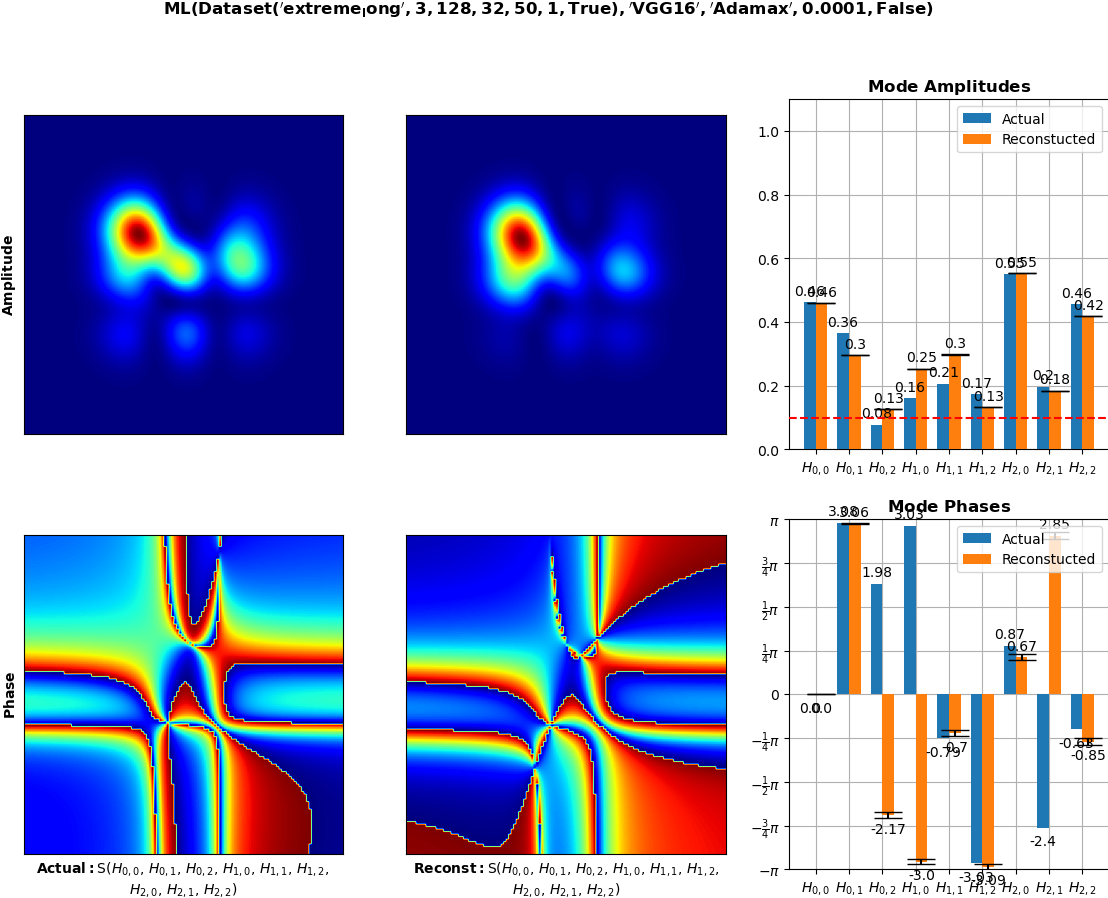 ML(Dataset('extreme_long', 3, 128, 32, 50, 1, True), 'VGG16', 'Adamax', 0.0001, False)
Amplitude
Mode Amplitudes
Actual
Reconstucted
1.0
0.8
0.6
0.4
0.2
0.0
0.46 0.46
0.36 0.3
0.08 0.13
0.16 0.25
0.21 0.3
0.17 0.13
0.55 0.55
0.2 0.18
0.46 0.42
H0,0 H0,1 H0,2 H1,0 H1,1 H1,2 H2,0 H2,1 H2,2
Phase
Actual: S(H0,0, H0,1, H0,2, H1,0, H1,1, H1,2,
H2,0, H2,1, H2,2)
Reconst: S(H0,0, H0,1, H0,2, H1,0, H1,1, H1,2,
H2,0, H2,1, H2,2)
Mode Phases
Actual
Reconstucted
π
3/4π
1/2π
1/4π
0
−1/4π
−1/2π
−3/4π
−π
0.0 0.0
3.08 3.06
1.98 -2.17
3.03 -3.0
-0.79 -0.7
-3.03 -3.09
0.87 0.67
-2.4 2.85
-0.85
H0,0 H0,1 H0,2 H1,0 H1,1 H1,2 H2,0 H2,1 H2,2